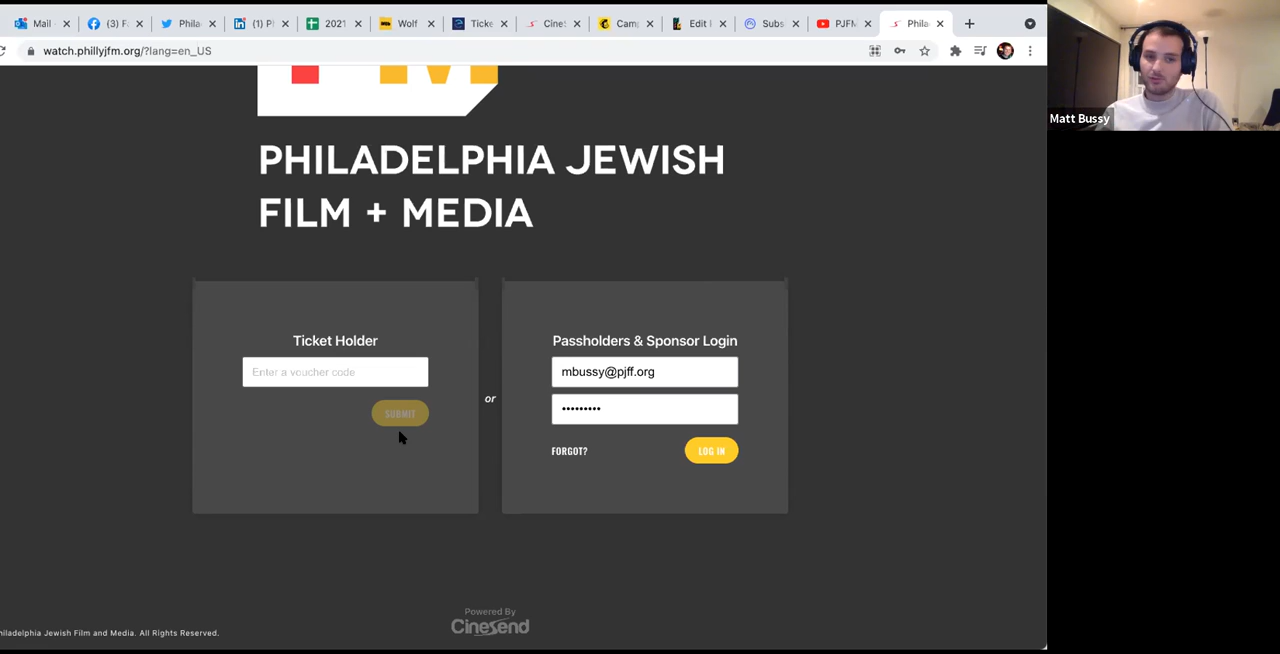 Mail
(3) F
Phila
(1) P
2021
Wolf
Ticke
CineS
Camp
Edit
Subs
PJFM
Phila
watch.phillyjfm.org/?lang=en_US
Matt Bussy
PHILADELPHIA JEWISH
FILM + MEDIA
Ticket Holder
Enter a voucher code
SUBMIT
or
Passholders & Sponsor Login
mbussy@pjff.org
•••••••••
FORGOT?
LOG IN
Powered By
CineSend
hiladelphia Jewish Film and Media. All Rights Reserved.